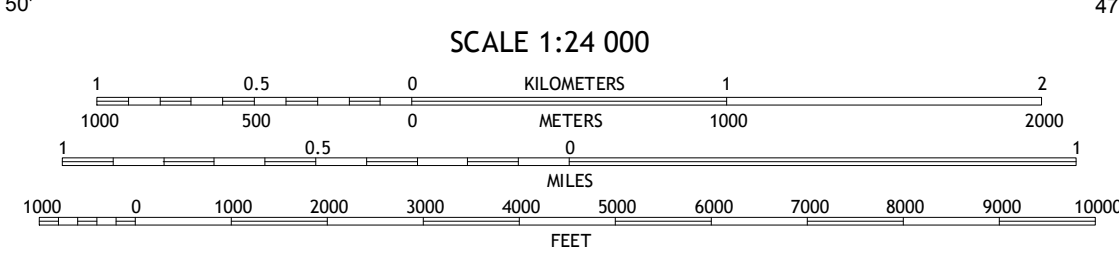 50' 47
SCALE 1:24 000
1 0.5 0 KILOMETERS 1 2
1000 500 0 METERS 1000 2000
1 0.5 0 1
MILES
1000 0 1000 2000 3000 4000 5000 6000 7000 8000 9000 10000
FEET